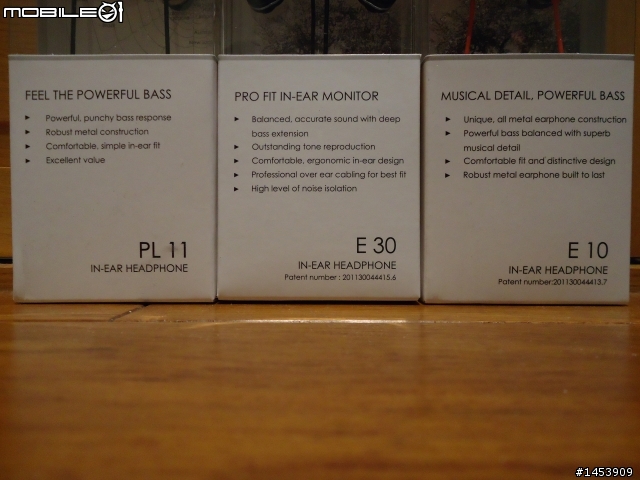 MOBILE01
FEEL THE POWERFUL BASS
► Powerful, punchy bass response
► Robust metal construction
► Comfortable, simple in-ear fit
► Excellent value
PL 11
IN-EAR HEADPHONE
PRO FIT IN-EAR MONITOR
► Balanced, accurate sound with deep
bass extension
► Outstanding tone reproduction
► Comfortable, ergonomic in-ear design
► Professional over ear cabling for best fit
► High level of noise isolation
E 30
IN-EAR HEADPHONE
Patent number : 201130044415.6
MUSICAL DETAIL, POWERFUL BASS
► Unique, all metal earphone construction
► Powerful bass balanced with superb
musical detail
► Comfortable fit and distinctive design
► Robust metal earphone built to last
E 10
IN-EAR HEADPHONE
Patent number:201130044413.7
#1453909